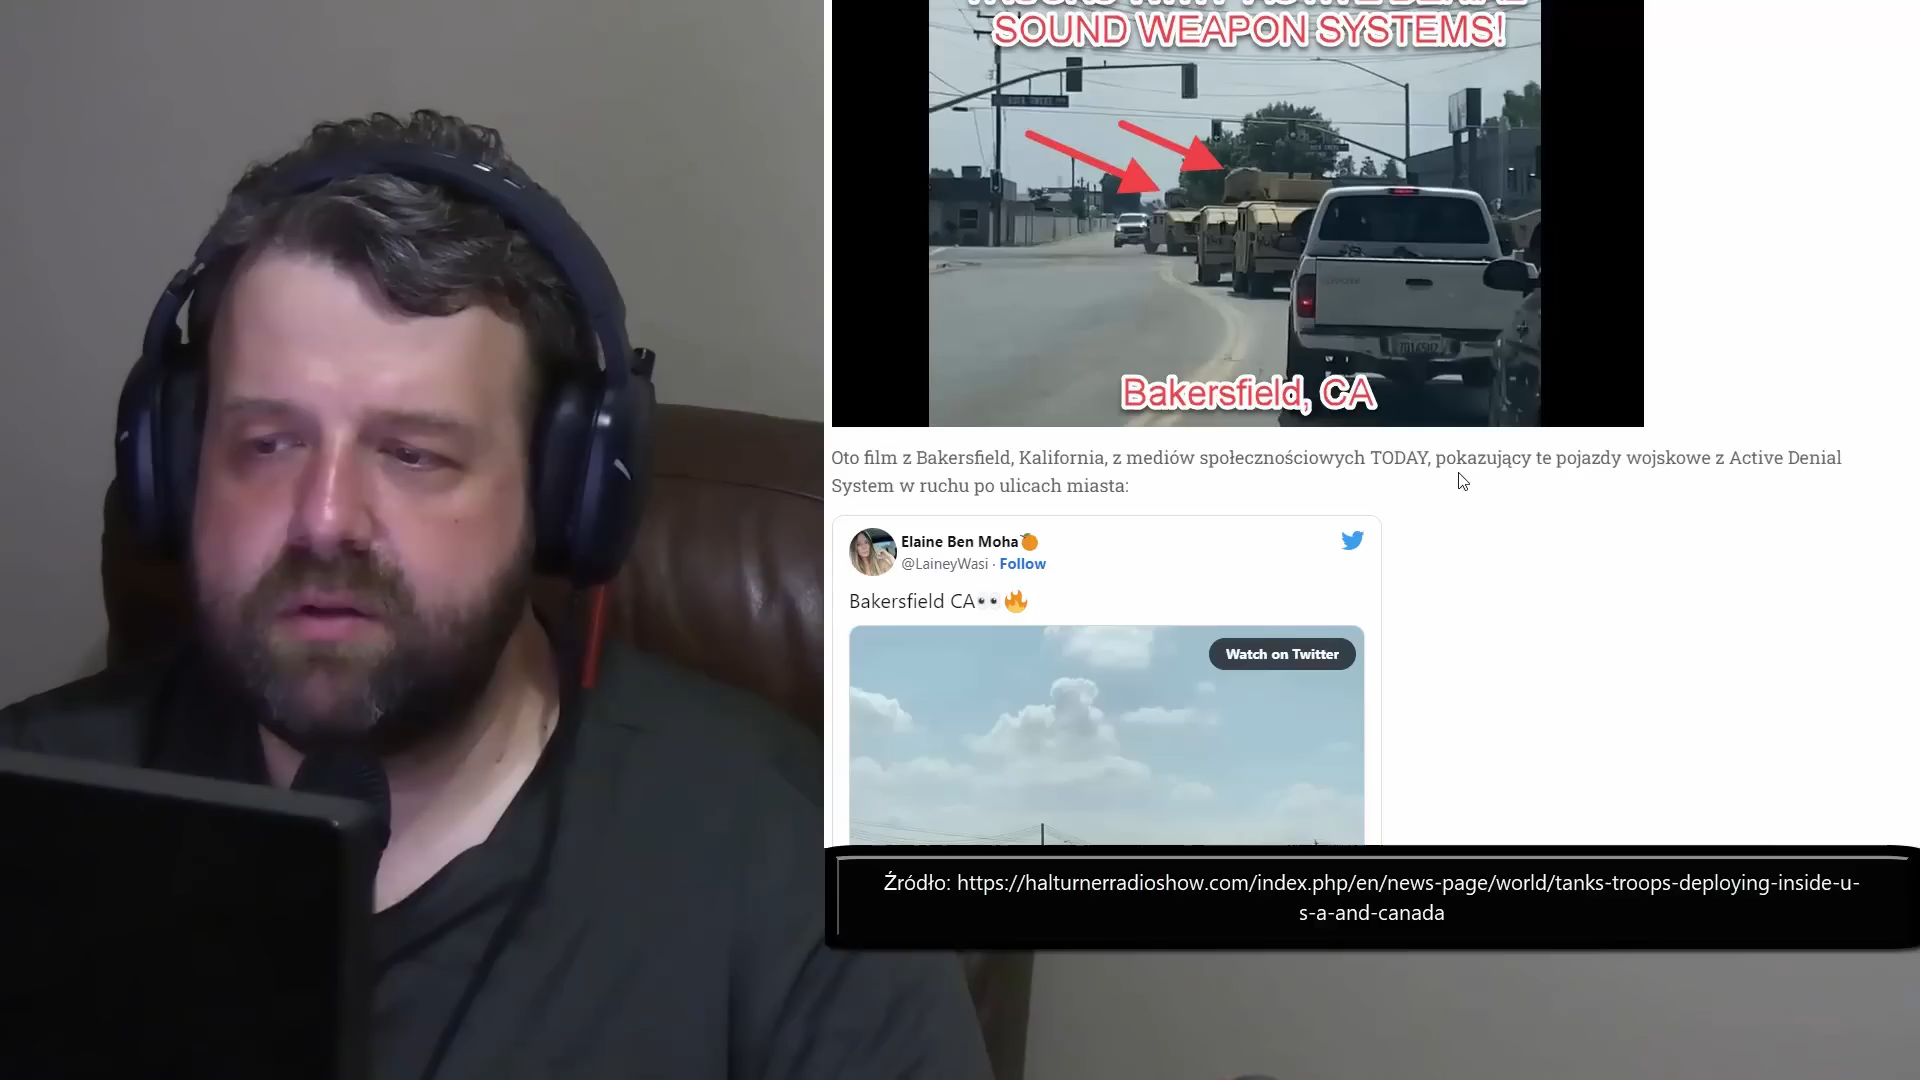 SOUND WEAPON SYSTEMS!
Bakersfield, CA
Oto film z Bakersfield, Kalifornia, z mediów społecznościowych TODAY, pokazujący te pojazdy wojskowe z Active Denial
System w ruchu po ulicach miasta:
Elaine Ben Moha🍊
@LaineyWasi · Follow
Bakersfield CA👀🔥
Watch on Twitter
Źródło: https://halturnerradioshow.com/index.php/en/news-page/world/tanks-troops-deploying-inside-u-
s-a-and-canada